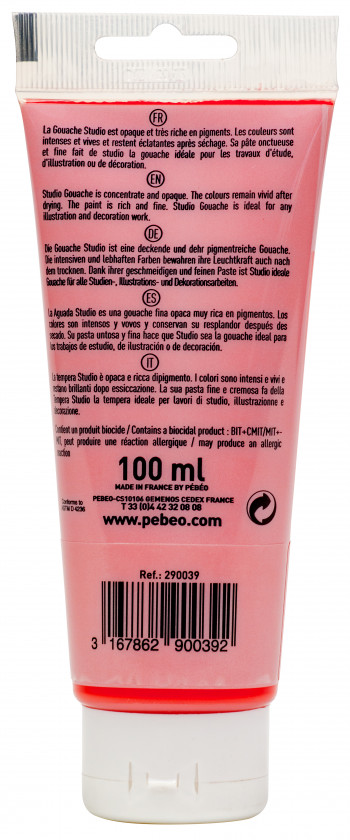 FR
La Gouache Studio est opaque et très riche en pigments. Les couleurs sont
intenses et vives et restent éclatantes après séchage. Sa pâte onctueuse
et fine fait de studio la gouache idéale pour les travaux d'étude,
d'illustration ou de décoration.
EN
Studio Gouache is concentrate and opaque. The colours remain vivid after
drying. The paint is rich and fine. Studio Gouache is ideal for any
illustration and decoration work.
DE
Die Gouache Studio ist eine deckende und dehr pigmentreiche Gouache.
Die intensiven und lebhaften Farben bewahren ihre Leuchtkraft auch nach
dem trocknen. Dank ihrer geschmeidigen und feinen Paste ist Studio ideale
Gouache für alle Studien-, Illustrations- und Dekorationsarbeiten.
ES
La Aguada Studio es una gouache fina opaca muy rica en pigmentos. Los
colores son intensos y vovos y conservan su resplandor después des
secado. Su pasta untosa y fina hace que Studio sea la gouache ideal para
los trabajos de estudio, de ilustración o de decoración.
IT
La tempera Studio è opaca e ricca dipigmento. I colori sono intensi e vivi e
restano brillanti dopo essiccazione. La sua pasta fine e cremosa fa della
Tempera Studio la tempera ideale per lavori di studio, illustrazione e
decorazione.
Contient un produit biocide / Contains a biocidal product : BIT+CMIT/MIT+-
MIT, peut produire une réaction allergique / may produce an allergic
reaction
100 ml
MADE IN FRANCE BY PÉBÉO
PEBEO-CS10106 GEMENOS CEDEX FRANCE
T 33 (0)4 42 32 08 08
www.pebeo.com
Conforme to
ASTM D 4236
Ref.: 290039
3 167862 900392